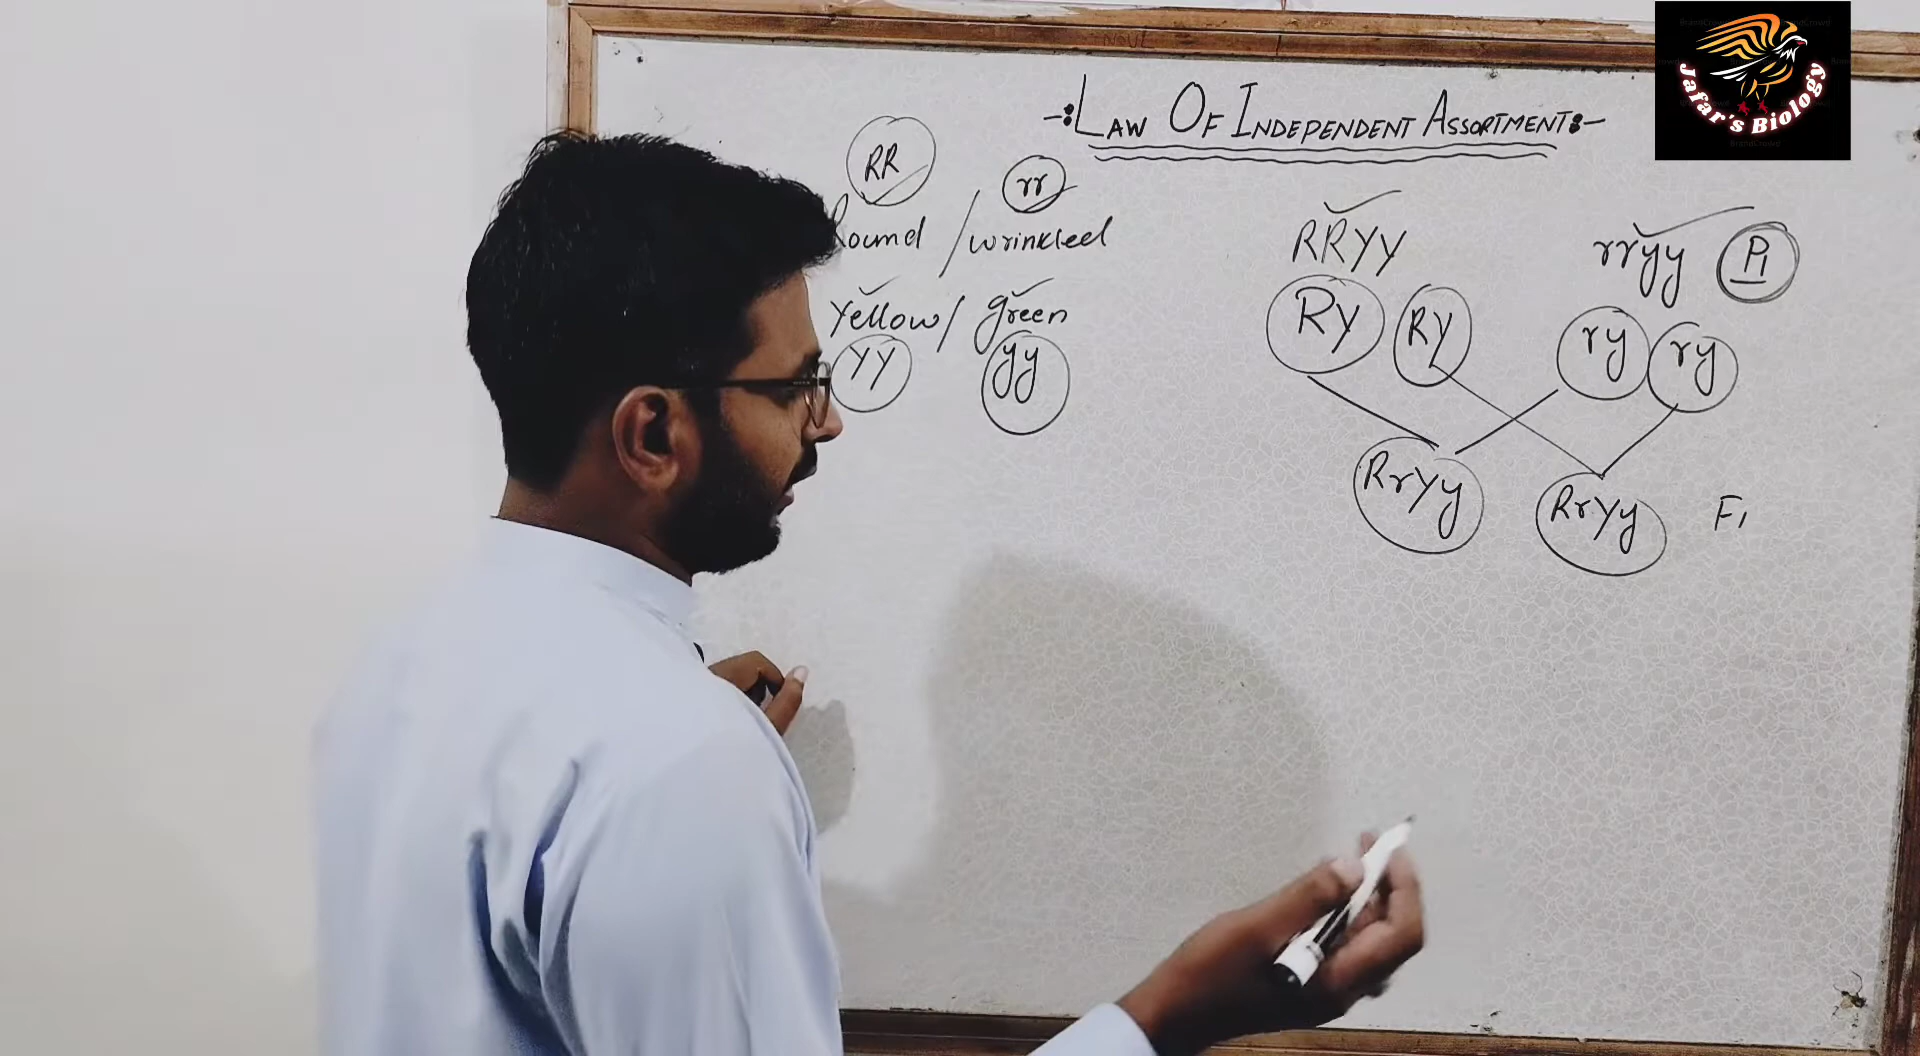 -:LAW OF INDEPENDENT ASSORTMENT:-
RR
rr
Round / wrinkled
Yellow / green
YY
yy
RRYY
rryy P1
RY RY
ry ry
RrYy RrYy F1
Jafar's Biology